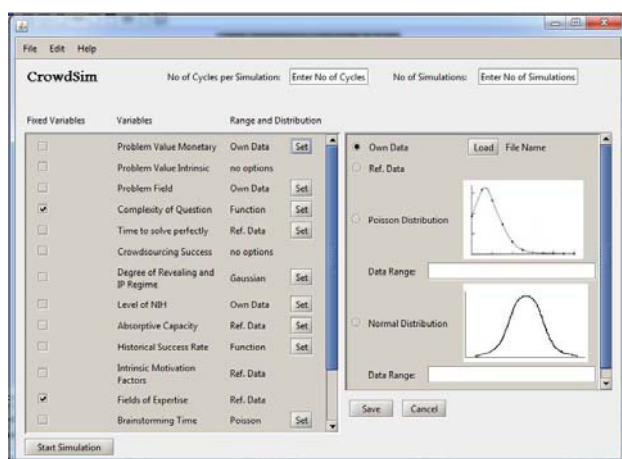 File Edit Help
CrowdSim No of Cycles per Simulation: Enter No of Cycles No of Simulations: Enter No of Simulations
Fixed Variables Variables Range and Distribution
Problem Value Monetary Own Data Set
Problem Value Intrinsic no options
Problem Field Own Data Set
Complexity of Question Function Set
Time to solve perfectly Ref. Data Set
Crowdsourcing Success no options
Degree of Revealing and
IP Regime Gaussian Set
Level of NIH Own Data Set
Absorptive Capacity Ref. Data Set
Historical Success Rate Function Set
Intrinsic Motivation
Factors Ref. Data
Fields of Expertise Ref. Data
Brainstorming Time Poisson Set
Start Simulation
Own Data Load File Name
Ref. Data
Poisson Distribution
Data Range:
Normal Distribution
Data Range:
Save Cancel